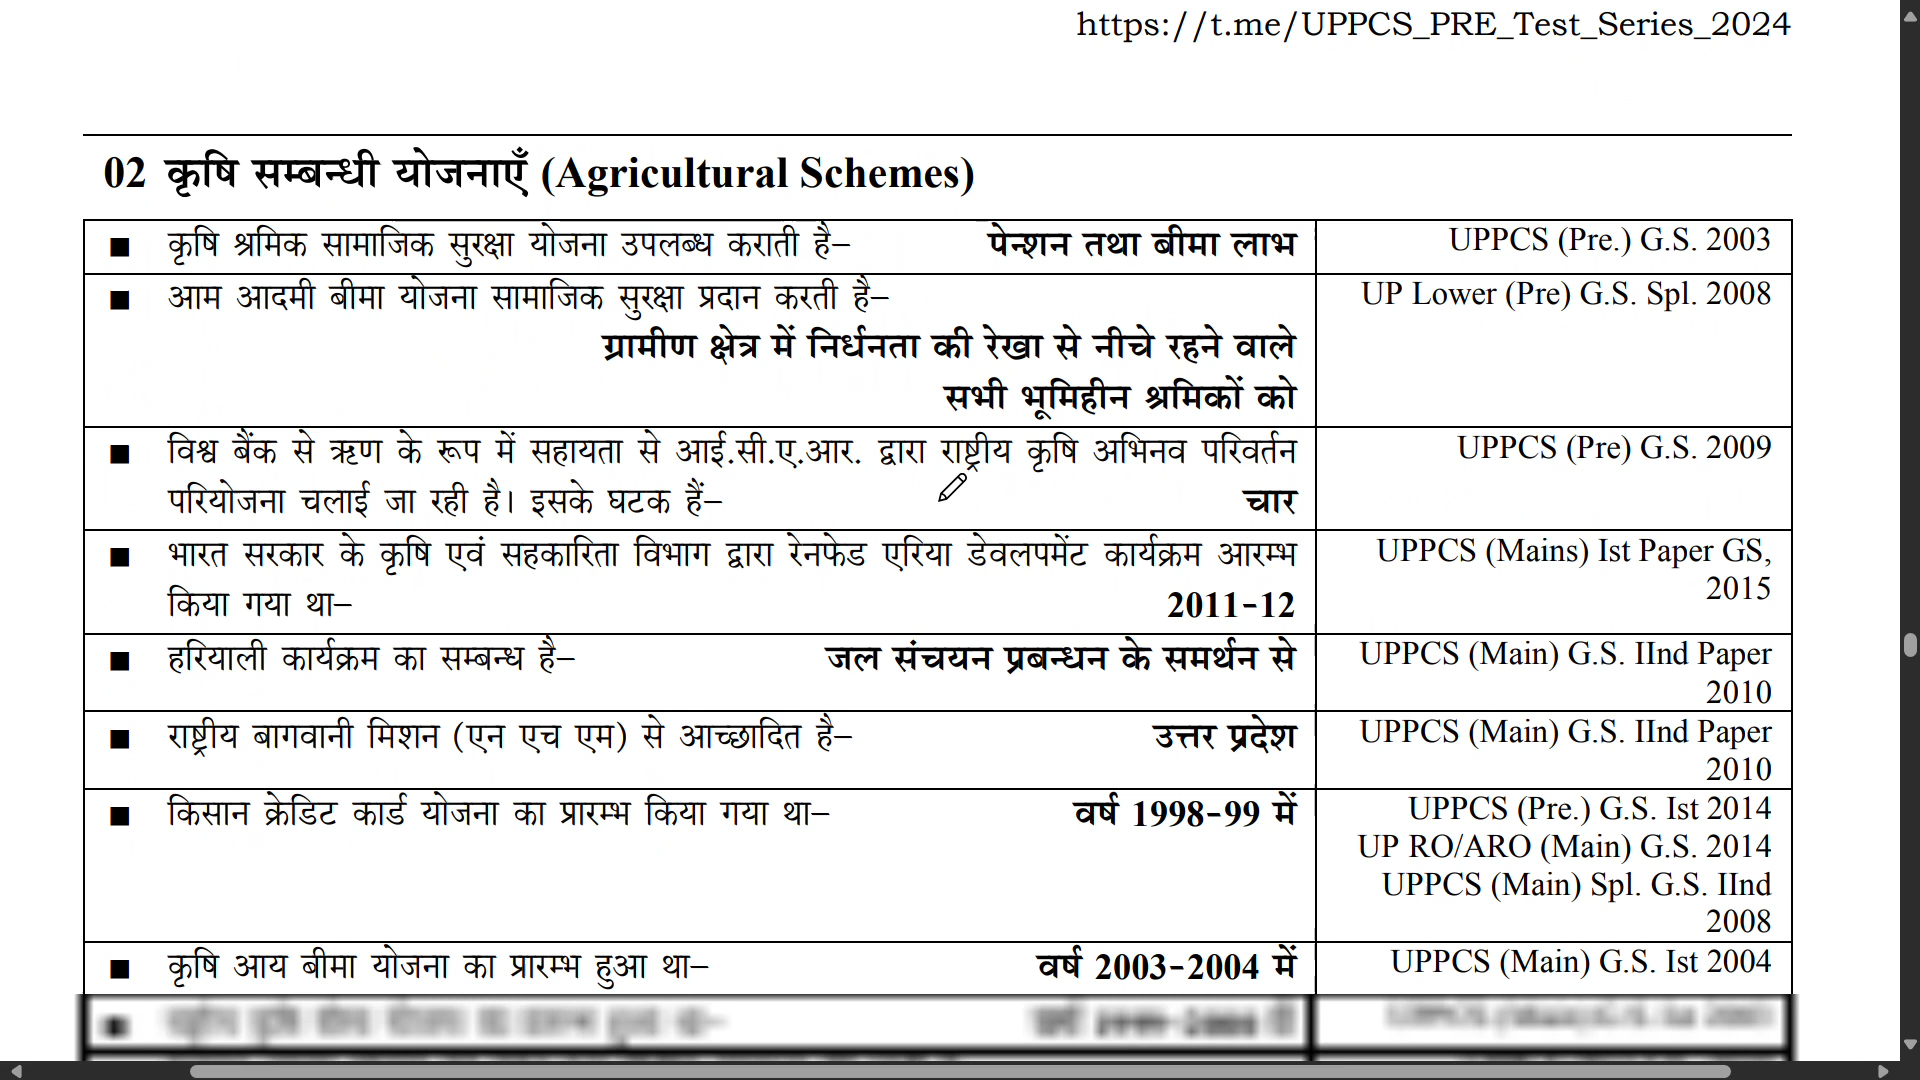 https://t.me/UPPCS_PRE_Test_Series_2024
02 कृषि सम्बन्धी योजनाएँ (Agricultural Schemes)
■ कृषि श्रमिक सामाजिक सुरक्षा योजना उपलब्ध कराती है– पेन्शन तथा बीमा लाभ UPPCS (Pre.) G.S. 2003
■ आम आदमी बीमा योजना सामाजिक सुरक्षा प्रदान करती है– UP Lower (Pre) G.S. Spl. 2008
ग्रामीण क्षेत्र में निर्धनता की रेखा से नीचे रहने वाले
सभी भूमिहीन श्रमिकों को
■ विश्व बैंक से ऋण के रूप में सहायता से आई.सी.ए.आर. द्वारा राष्ट्रीय कृषि अभिनव परिवर्तन UPPCS (Pre) G.S. 2009
परियोजना चलाई जा रही है। इसके घटक हैं– चार
■ भारत सरकार के कृषि एवं सहकारिता विभाग द्वारा रेनफेड एरिया डेवलपमेंट कार्यक्रम आरम्भ UPPCS (Mains) Ist Paper GS,
किया गया था– 2011-12 2015
■ हरियाली कार्यक्रम का सम्बन्ध है– जल संचयन प्रबन्धन के समर्थन से UPPCS (Main) G.S. IInd Paper
2010
■ राष्ट्रीय बागवानी मिशन (एन एच एम) से आच्छादित है– उत्तर प्रदेश UPPCS (Main) G.S. IInd Paper
2010
■ किसान क्रेडिट कार्ड योजना का प्रारम्भ किया गया था– वर्ष 1998-99 में UPPCS (Pre.) G.S. Ist 2014
UP RO/ARO (Main) G.S. 2014
UPPCS (Main) Spl. G.S. IInd
2008
■ कृषि आय बीमा योजना का प्रारम्भ हुआ था– वर्ष 2003-2004 में UPPCS (Main) G.S. Ist 2004